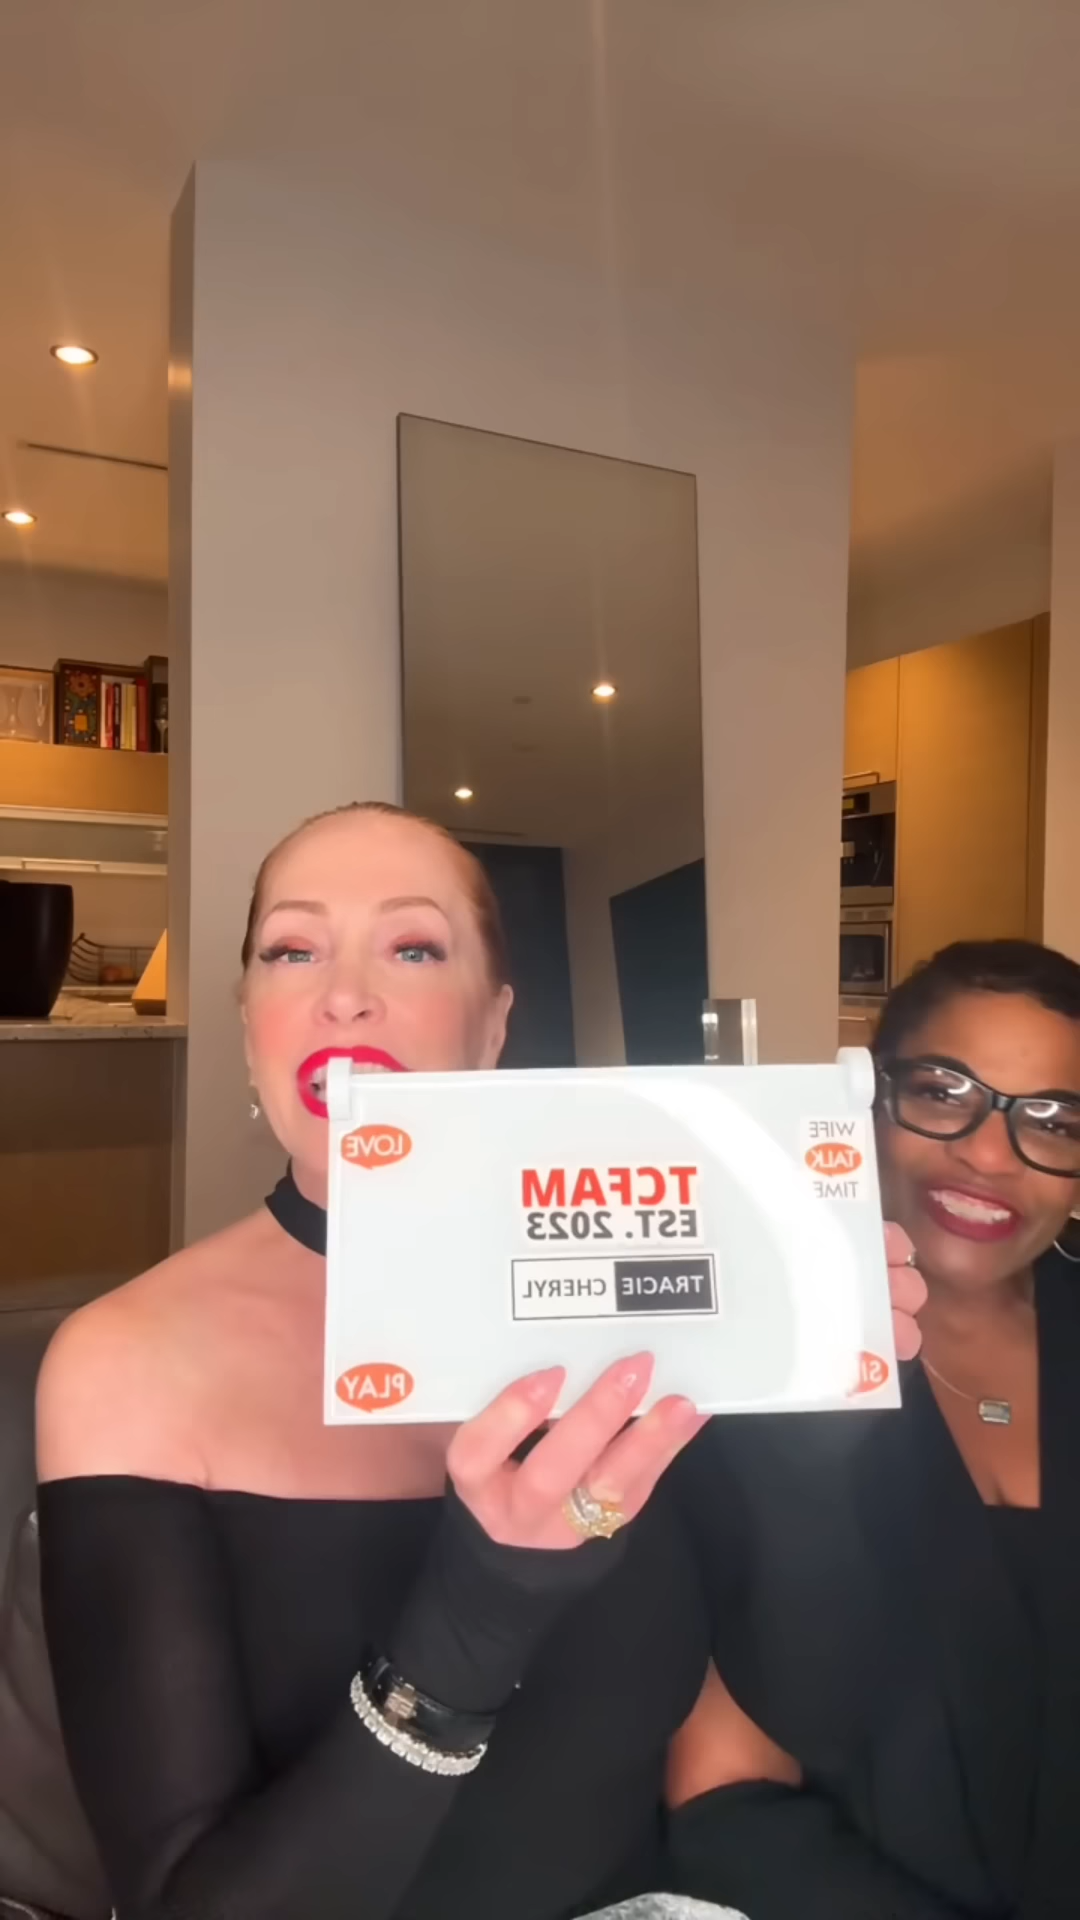 LOVE
WIFE
TALK
TIME
TCFAM
EST. 2023
TRACIE CHERYL
PLAY